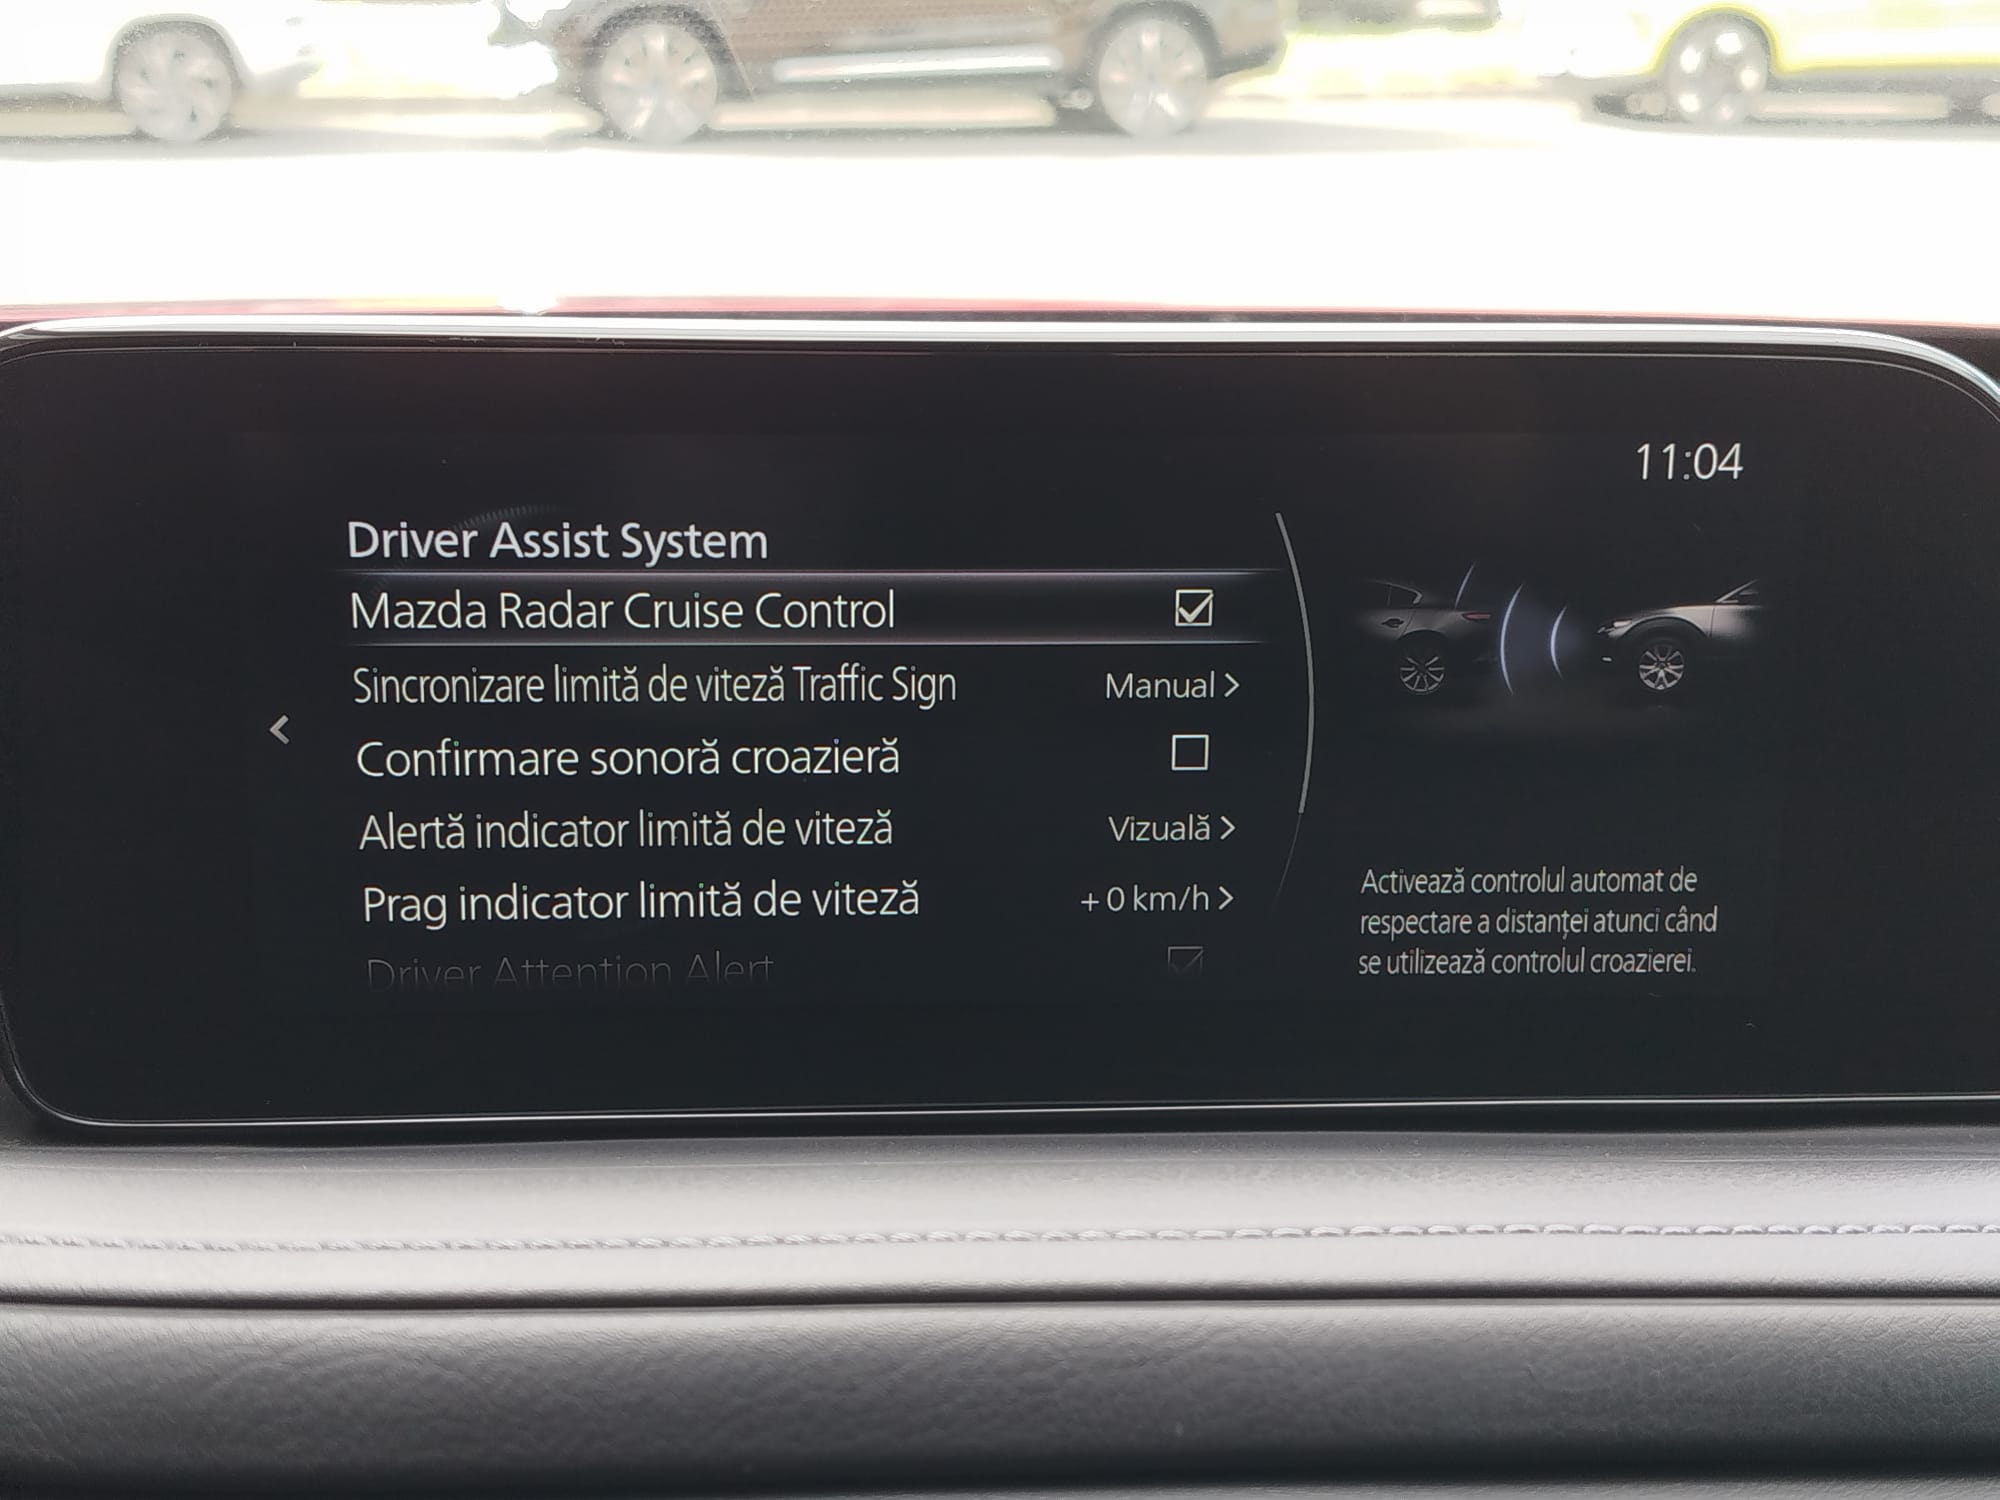 11:04
Driver Assist System
Mazda Radar Cruise Control
Sincronizare limită de viteză Traffic Sign Manual >
Confirmare sonoră croazieră
Alertă indicator limită de viteză Vizuală >
Prag indicator limită de viteză +0 km/h >
Driver Attention Alert
Activează controlul automat de
respectare a distanței atunci când
se utilizează controlul croazierei.